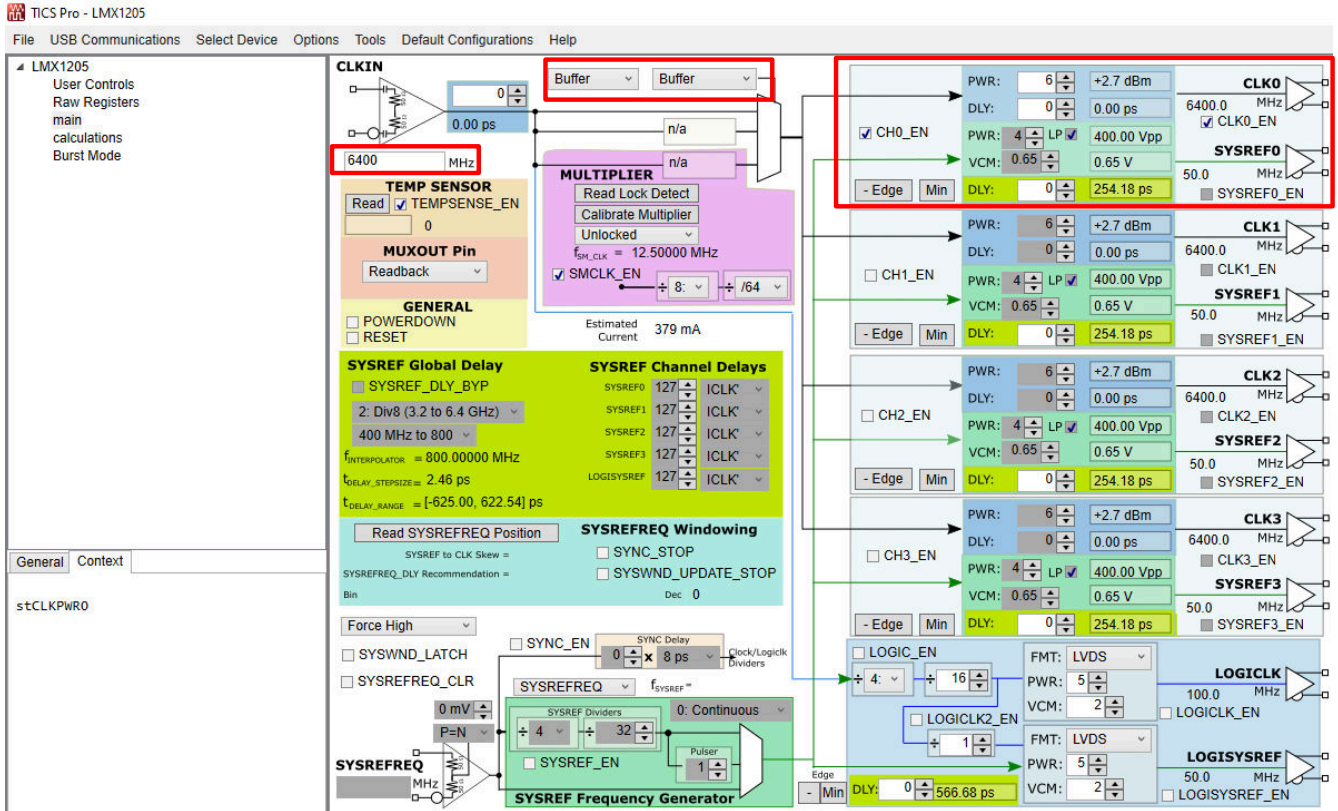 TICS Pro - LMX1205
File USB Communications Select Device Options Tools Default Configurations Help
LMX1205
User Controls
Raw Registers
main
calculations
Burst Mode
General Context
stCLKPWR0
CLKIN
0
0.00 ps
6400 MHz
Buffer Buffer
n/a
n/a
TEMP SENSOR
Read TEMPSENSE_EN
0
MUXOUT Pin
Readback
GENERAL
POWERDOWN
RESET
MULTIPLIER
Read Lock Detect
Calibrate Multiplier
Unlocked
fSM_CLK = 12.50000 MHz
SMCLK_EN
÷ 8: ÷ /64
Estimated
Current
379 mA
SYSREF Global Delay
SYSREF_DLY_BYP
2: Div8 (3.2 to 6.4 GHz)
400 MHz to 800
fINTERPOLATOR = 800.00000 MHz
tDELAY_STEPSIZE = 2.46 ps
tDELAY_RANGE = [-625.00, 622.54] ps
SYSREF Channel Delays
SYSREF0 127 ICLK'
SYSREF1 127 ICLK'
SYSREF2 127 ICLK'
SYSREF3 127 ICLK'
LOGISYSREF 127 ICLK'
Read SYSREFREQ Position
SYSREF to CLK Skew =
SYSREFREQ_DLY Recommendation =
Bin Dec 0
SYSREFREQ Windowing
SYNC_STOP
SYSWND_UPDATE_STOP
Force High
SYSWND_LATCH
SYSREFREQ_CLR
SYNC_EN
SYNC Delay
0 x 8 ps
Clock/Logiclk
Dividers
SYSREFREQ fSYSREF =
0 mV
P=N
SYSREFREQ
MHz
SYSREF Dividers
÷ 4 ÷ 32
0: Continuous
SYSREF_EN
Pulser
1
SYSREF Frequency Generator
CH0_EN
- Edge Min
PWR: 6 +2.7 dBm
DLY: 0 0.00 ps
PWR: 4 LP 400.00 Vpp
VCM: 0.65 0.65 V
DLY: 0 254.18 ps
CLK0
6400.0 MHz
CLK0_EN
SYSREF0
50.0 MHz
SYSREF0_EN
CH1_EN
- Edge Min
PWR: 6 +2.7 dBm
DLY: 0 0.00 ps
PWR: 4 LP 400.00 Vpp
VCM: 0.65 0.65 V
DLY: 0 254.18 ps
CLK1
6400.0 MHz
CLK1_EN
SYSREF1
50.0 MHz
SYSREF1_EN
CH2_EN
- Edge Min
PWR: 6 +2.7 dBm
DLY: 0 0.00 ps
PWR: 4 LP 400.00 Vpp
VCM: 0.65 0.65 V
DLY: 0 254.18 ps
CLK2
6400.0 MHz
CLK2_EN
SYSREF2
50.0 MHz
SYSREF2_EN
CH3_EN
- Edge Min
PWR: 6 +2.7 dBm
DLY: 0 0.00 ps
PWR: 4 LP 400.00 Vpp
VCM: 0.65 0.65 V
DLY: 0 254.18 ps
CLK3
6400.0 MHz
CLK3_EN
SYSREF3
50.0 MHz
SYSREF3_EN
LOGIC_EN
÷ 4: ÷ 16
LOGICLK2_EN
÷ 1
FMT: LVDS
PWR: 5
VCM: 2
LOGICLK
100.0 MHz
LOGICLK_EN
FMT: LVDS
PWR: 5
VCM: 2
LOGISYSREF
50.0 MHz
LOGISYSREF_EN
Edge
- Min DLY: 0 566.68 ps